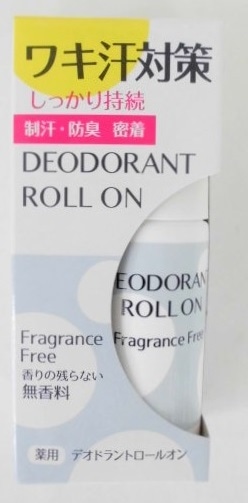 ワキ汗対策
しっかり持続
制汗・防臭 密着
DEODORANT
ROLL ON
EODORAN
ROLL ON
Fragrance Free
Fragrance
Free
香りの残らない
無香料
薬用 デオドラントロールオン